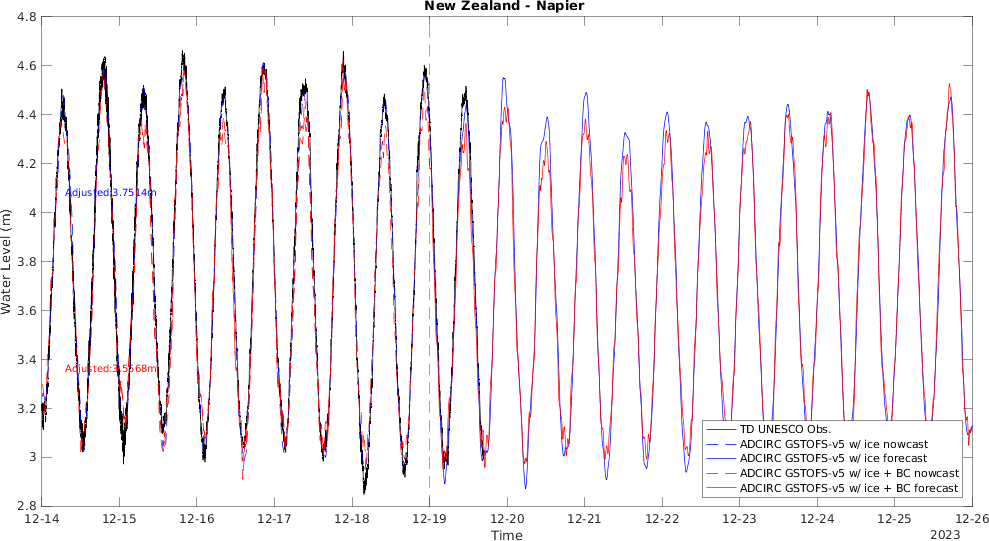 New Zealand - Napier
4.8
4.6
4.4
4.2
4
3.8
3.6
3.4
3.2
3
2.8
Water Level (m)
Adjusted:3.7514m
Adjusted:3.5568m
TD UNESCO Obs.
ADCIRC GSTOFS-v5 w/ ice nowcast
ADCIRC GSTOFS-v5 w/ ice forecast
ADCIRC GSTOFS-v5 w/ ice + BC nowcast
ADCIRC GSTOFS-v5 w/ ice + BC forecast
12-14 12-15 12-16 12-17 12-18 12-19 12-20 12-21 12-22 12-23 12-24 12-25 12-26
Time
2023